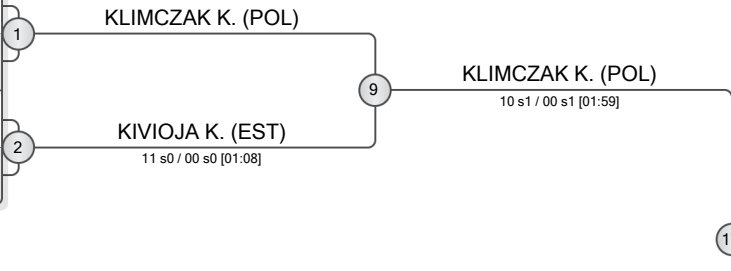 KLIMCZAK K. (POL)
1
9
KLIMCZAK K. (POL)
10 s1 / 00 s1 [01:59]
KIVIOJA K. (EST)
2
11 s0 / 00 s0 [01:08]